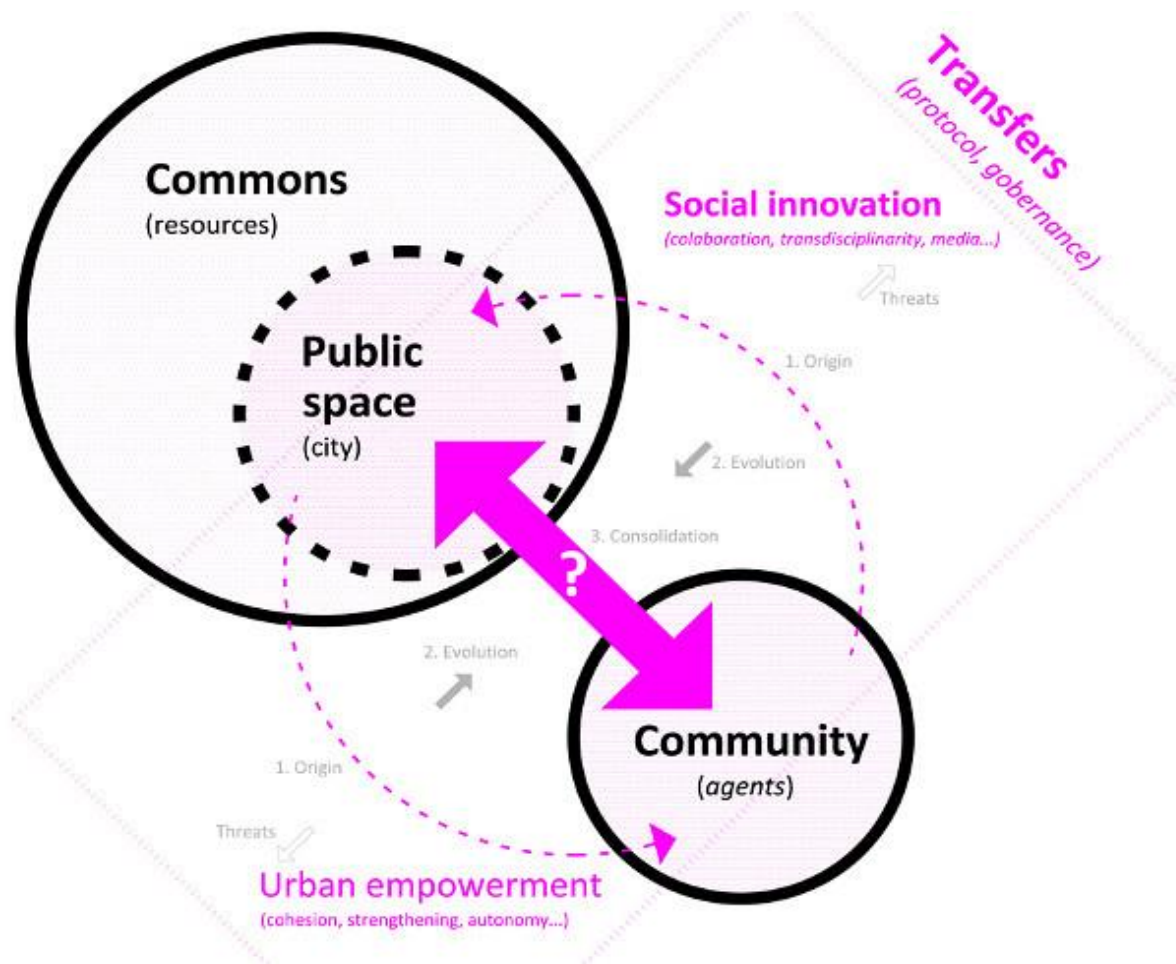 Transfers
(protocol, gobernance)
Commons
(resources)
Social innovation
(colaboration, transdisciplinarity, media...)
Threats
Public
space
(city)
1. Origin
2. Evolution
3. Consolidation
?
2. Evolution
Community
(agents)
1. Origin
Threats
Urban empowerment
(cohesion, strengthening, autonomy...)